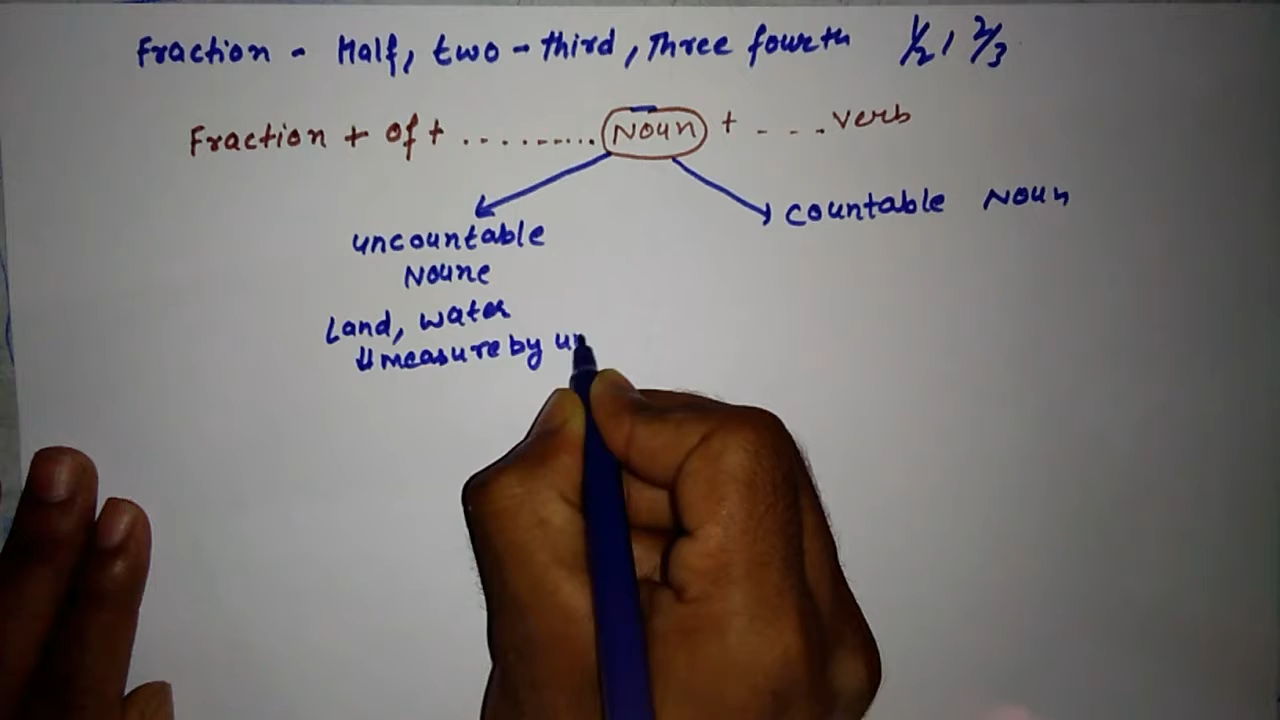 Fraction - Half, two-third, Three fourth 1/2, 2/3
Fraction + of + .......... Noun + - - - . verb
uncountable
Noune
countable Noun
Land, water
⇓ measure by un